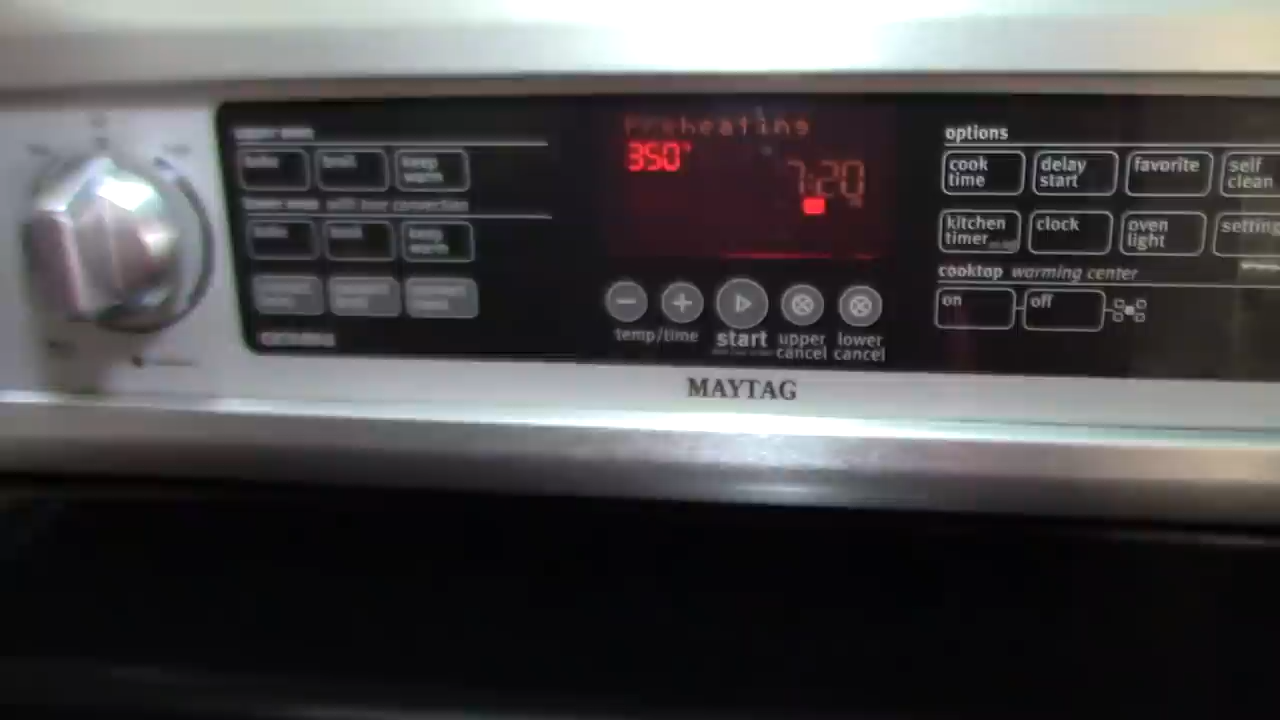 upper oven
bake broil keep warm
lower oven with true convection
bake broil keep warm
Preheating
350°
7:20
temp/time start upper cancel lower cancel
options
cook time delay start favorite self clean
kitchen timer clock oven light setting
cooktop warming center
on off
MAYTAG